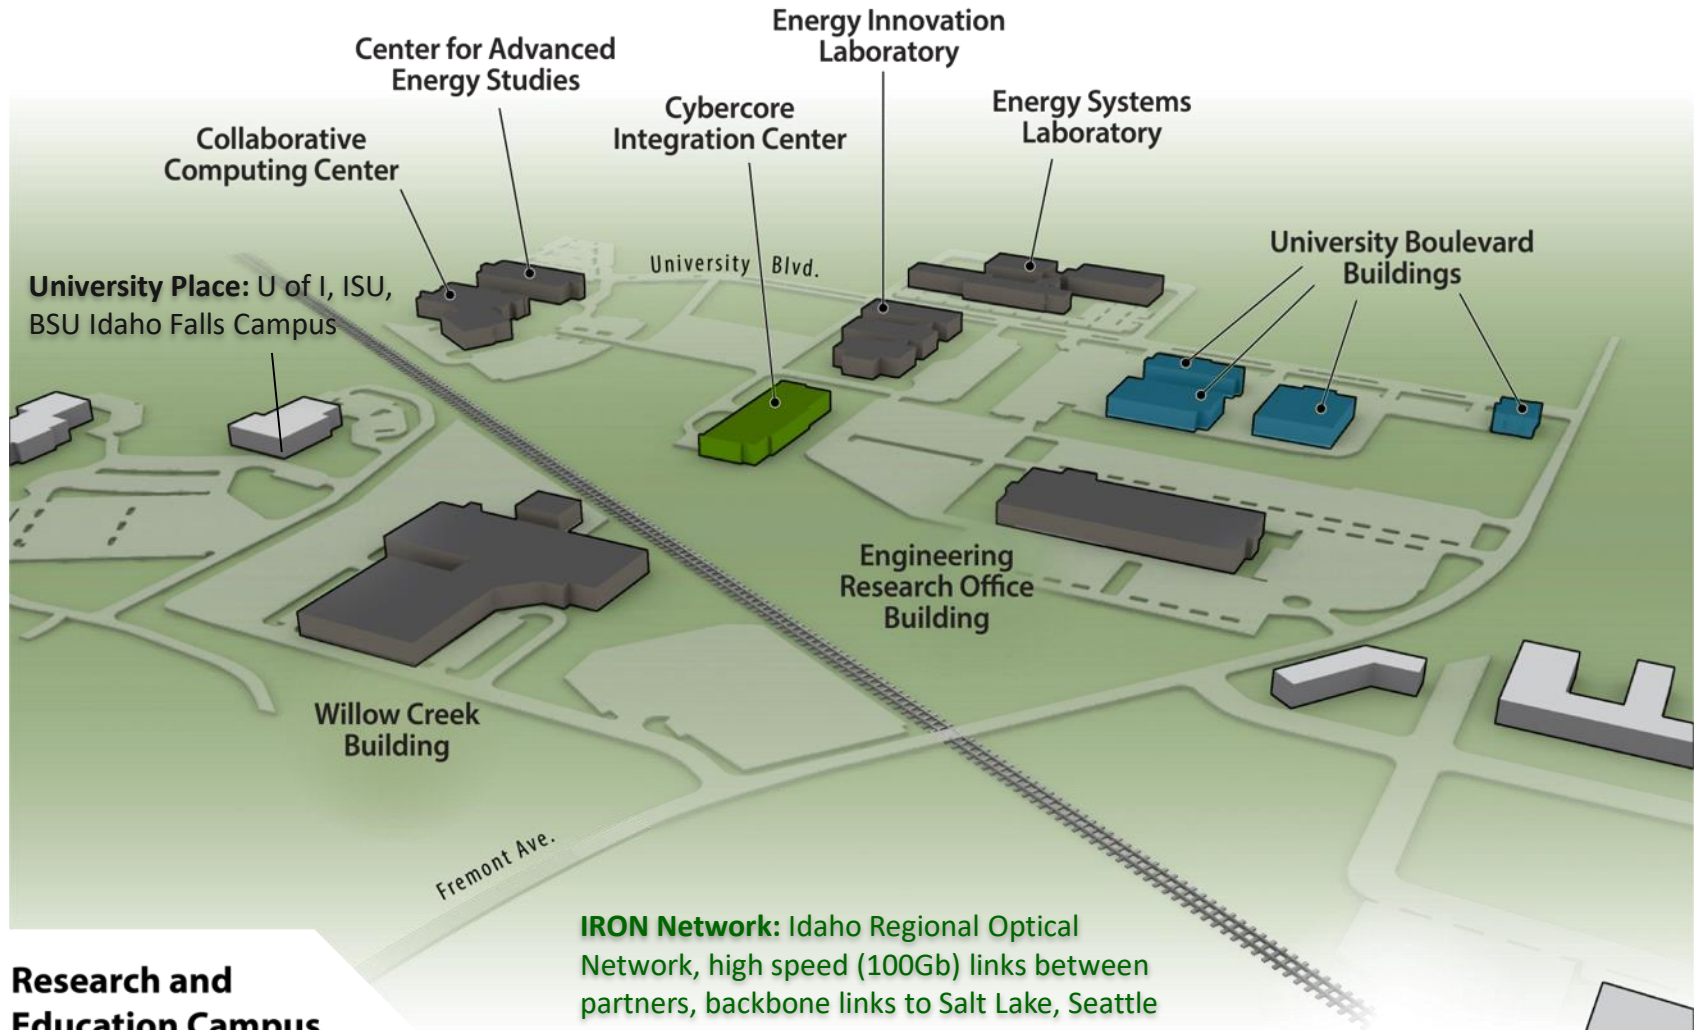 Energy Innovation
Laboratory
Center for Advanced
Energy Studies
Cybercore
Integration Center
Energy Systems
Laboratory
Collaborative
Computing Center
University Boulevard
Buildings
University Blvd.
University Place: U of I, ISU,
BSU Idaho Falls Campus
Engineering
Research Office
Building
Willow Creek
Building
Fremont Ave.
IRON Network: Idaho Regional Optical
Network, high speed (100Gb) links between
partners, backbone links to Salt Lake, Seattle
Research and
Education Campus